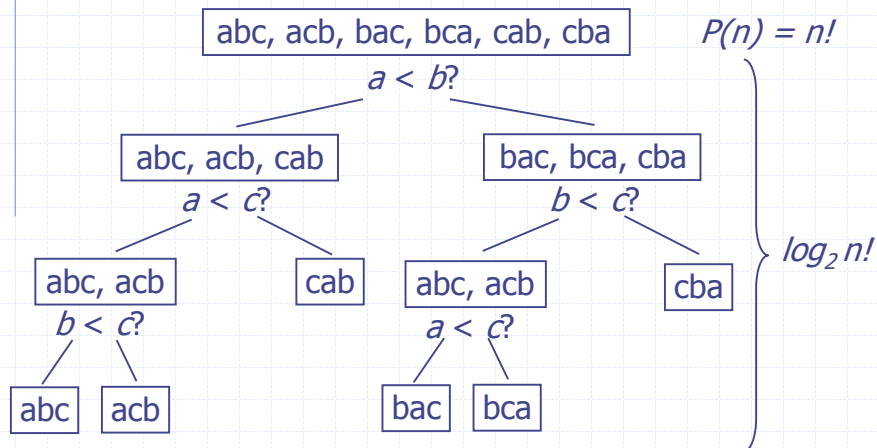 abc, acb, bac, bca, cab, cba
P(n) = n!
a < b?
abc, acb, cab
bac, bca, cba
a < c?
b < c?
log₂ n!
abc, acb
cab
abc, acb
cba
b < c?
a < c?
abc
acb
bac
bca